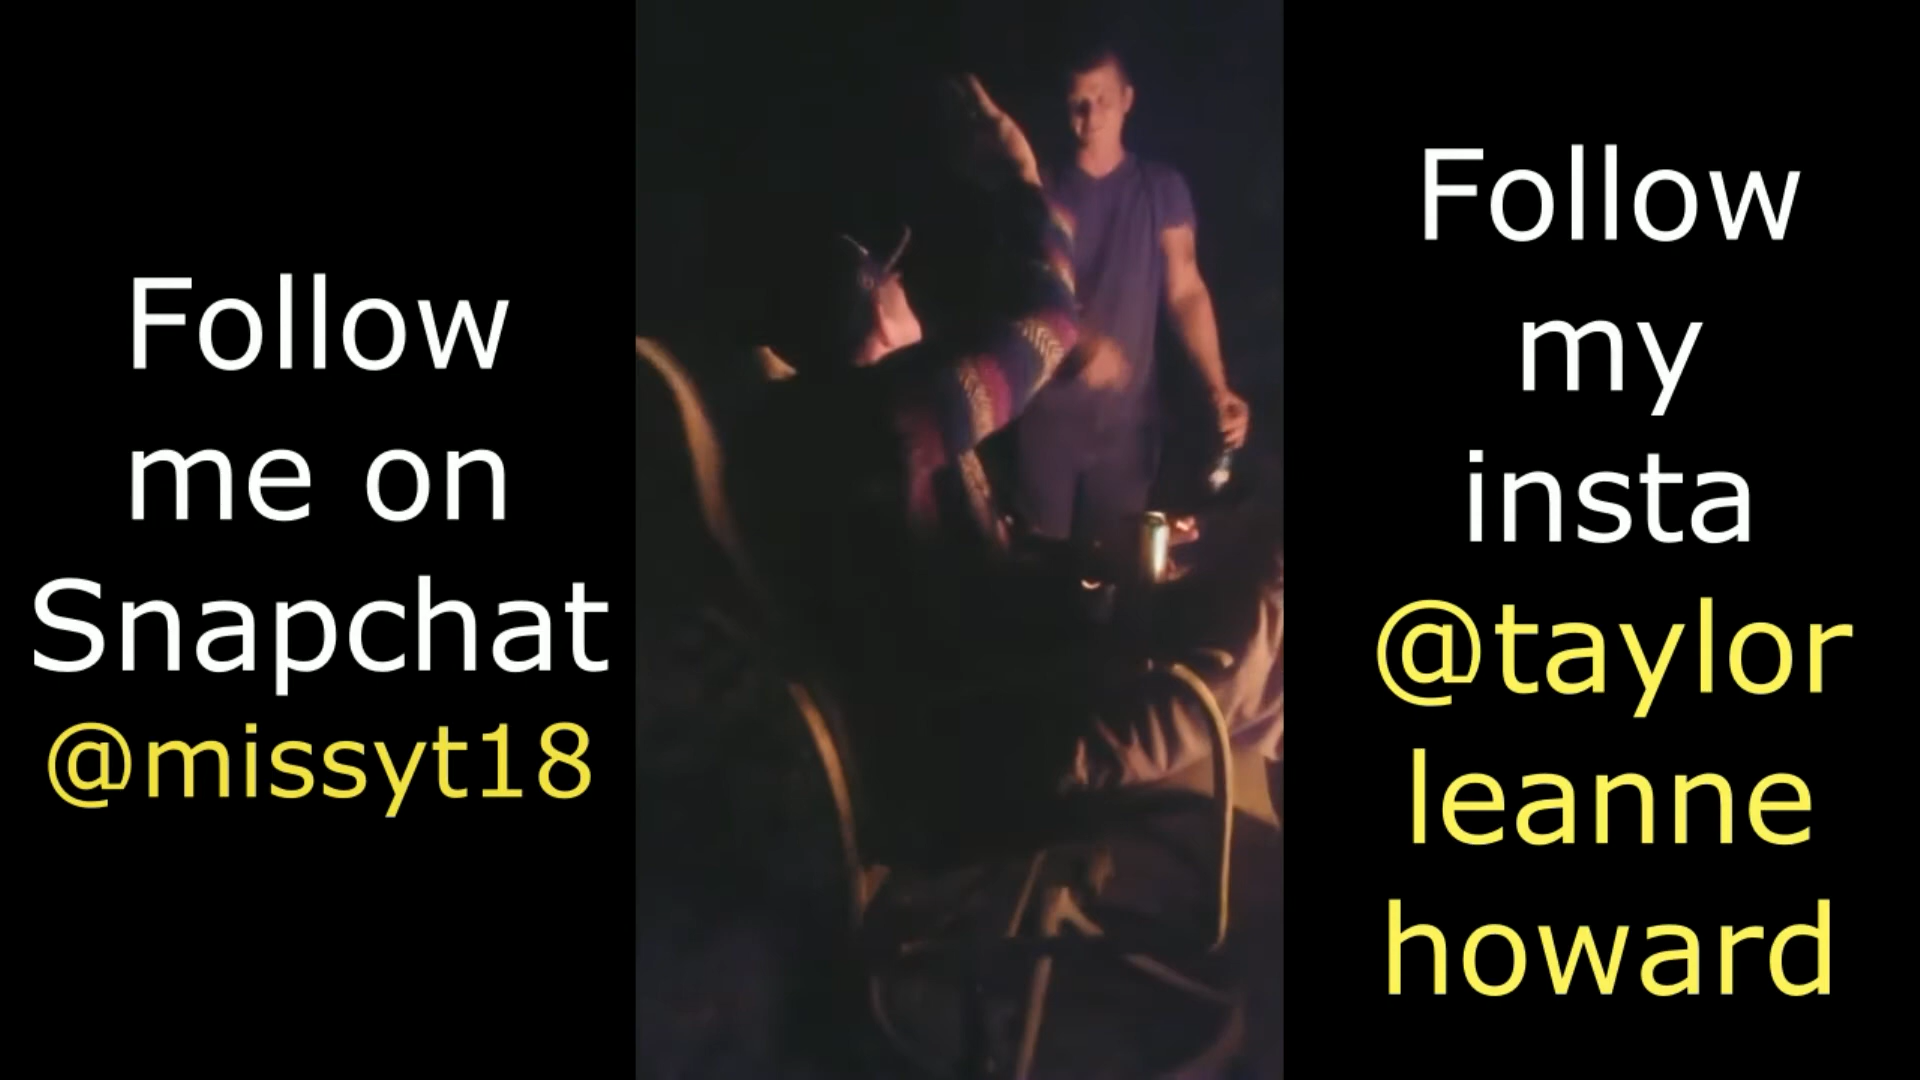 Follow
me on
Snapchat
@missyt18
Follow
my
insta
@taylor
leanne
howard